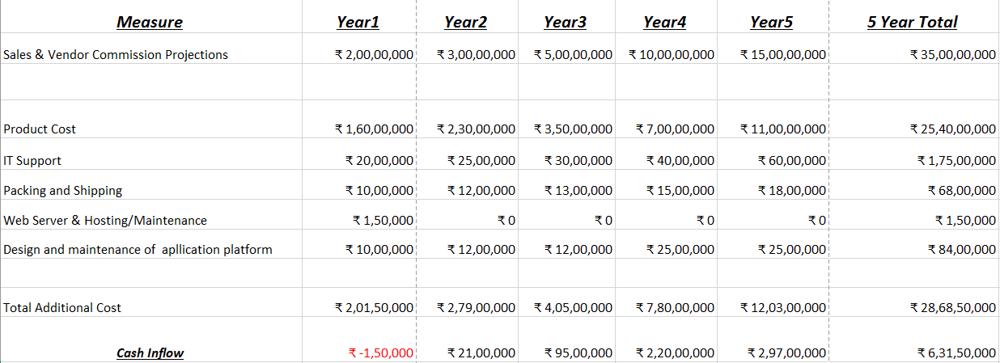 Measure Year1 Year2 Year3 Year4 Year5 5 Year Total
Sales & Vendor Commission Projections ₹ 2,00,00,000 ₹ 3,00,00,000 ₹ 5,00,00,000 ₹ 10,00,00,000 ₹ 15,00,00,000 ₹ 35,00,00,000
Product Cost ₹ 1,60,00,000 ₹ 2,30,00,000 ₹ 3,50,00,000 ₹ 7,00,00,000 ₹ 11,00,00,000 ₹ 25,40,00,000
IT Support ₹ 20,00,000 ₹ 25,00,000 ₹ 30,00,000 ₹ 40,00,000 ₹ 60,00,000 ₹ 1,75,00,000
Packing and Shipping ₹ 10,00,000 ₹ 12,00,000 ₹ 13,00,000 ₹ 15,00,000 ₹ 18,00,000 ₹ 68,00,000
Web Server & Hosting/Maintenance ₹ 1,50,000 ₹ 0 ₹ 0 ₹ 0 ₹ 0 ₹ 1,50,000
Design and maintenance of apllication platform ₹ 10,00,000 ₹ 12,00,000 ₹ 12,00,000 ₹ 25,00,000 ₹ 25,00,000 ₹ 84,00,000
Total Additional Cost ₹ 2,01,50,000 ₹ 2,79,00,000 ₹ 4,05,00,000 ₹ 7,80,00,000 ₹ 12,03,00,000 ₹ 28,68,50,000
Cash Inflow ₹ -1,50,000 ₹ 21,00,000 ₹ 95,00,000 ₹ 2,20,00,000 ₹ 2,97,00,000 ₹ 6,31,50,000